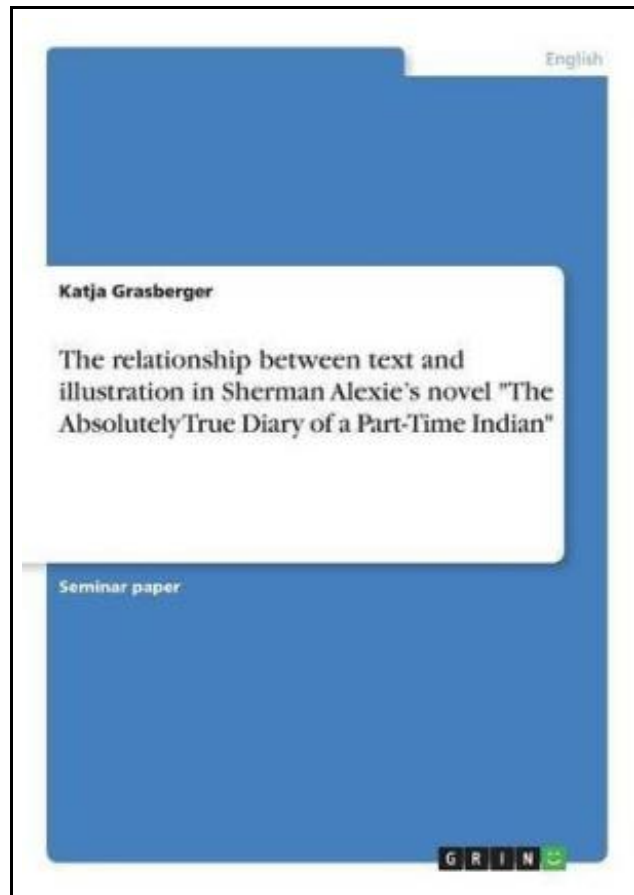 English
Katja Grasberger
The relationship between text and
illustration in Sherman Alexie's novel "The
Absolutely True Diary of a Part-Time Indian"
Seminar paper
GRIN